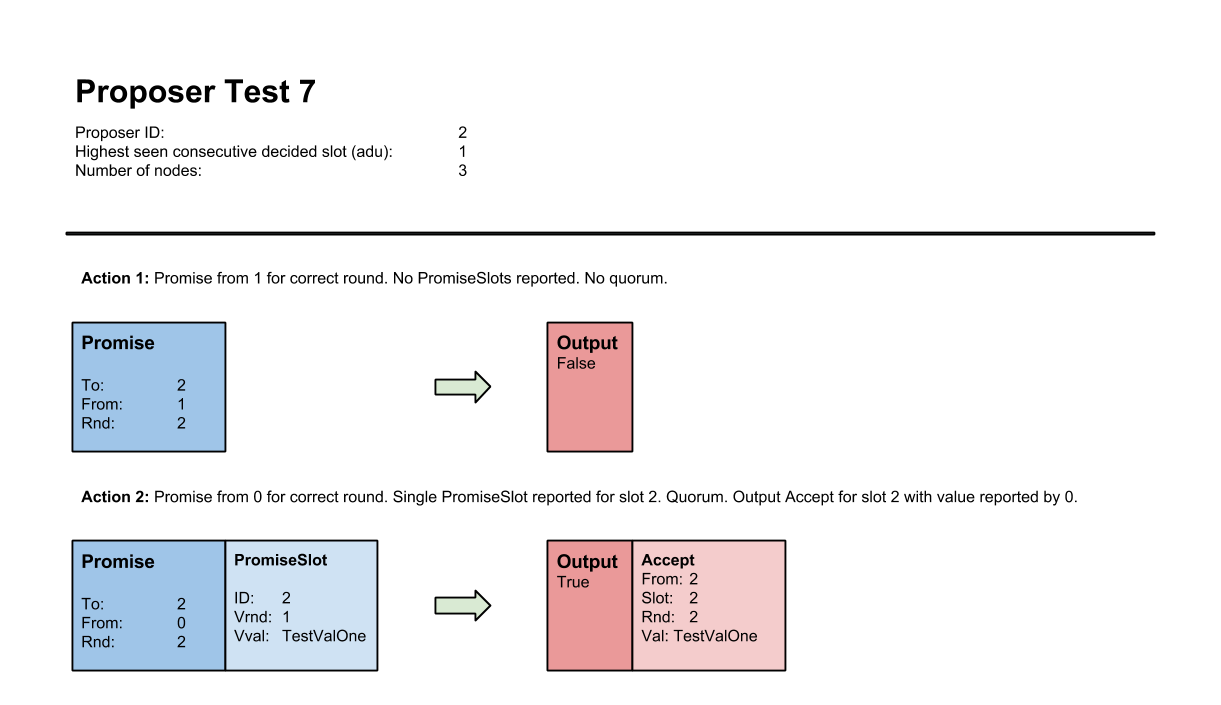 Proposer Test 7
Proposer ID: 2
Highest seen consecutive decided slot (adu): 1
Number of nodes: 3
Action 1: Promise from 1 for correct round. No PromiseSlots reported. No quorum.
Promise
To: 2
From: 1
Rnd: 2
Output
False
Action 2: Promise from 0 for correct round. Single PromiseSlot reported for slot 2. Quorum. Output Accept for slot 2 with value reported by 0.
Promise
To: 2
From: 0
Rnd: 2
PromiseSlot
ID: 2
Vrnd: 1
Vval: TestValOne
Output
True
Accept
From: 2
Slot: 2
Rnd: 2
Val: TestValOne